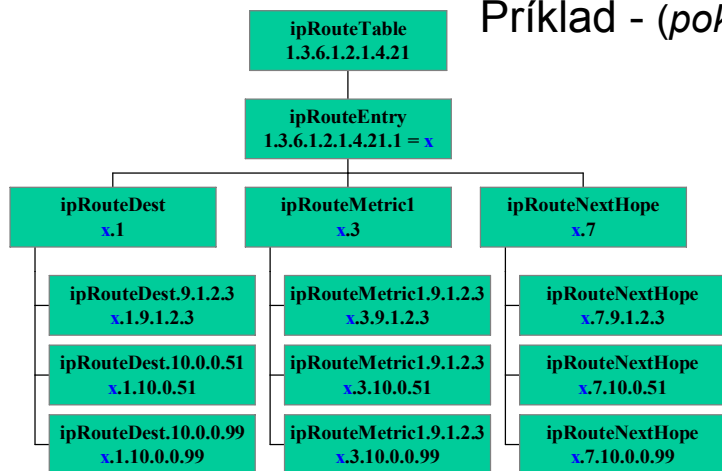 Príklad - (pok
ipRouteTable
1.3.6.1.2.1.4.21
ipRouteEntry
1.3.6.1.2.1.4.21.1 = x
ipRouteDest
x.1
ipRouteMetric1
x.3
ipRouteNextHope
x.7
ipRouteDest.9.1.2.3
x.1.9.1.2.3
ipRouteMetric1.9.1.2.3
x.3.9.1.2.3
ipRouteNextHope
x.7.9.1.2.3
ipRouteDest.10.0.0.51
x.1.10.0.51
ipRouteMetric1.9.1.2.3
x.3.10.0.51
ipRouteNextHope
x.7.10.0.51
ipRouteDest.10.0.0.99
x.1.10.0.0.99
ipRouteMetric1.9.1.2.3
x.3.10.0.0.99
ipRouteNextHope
x.7.10.0.0.99